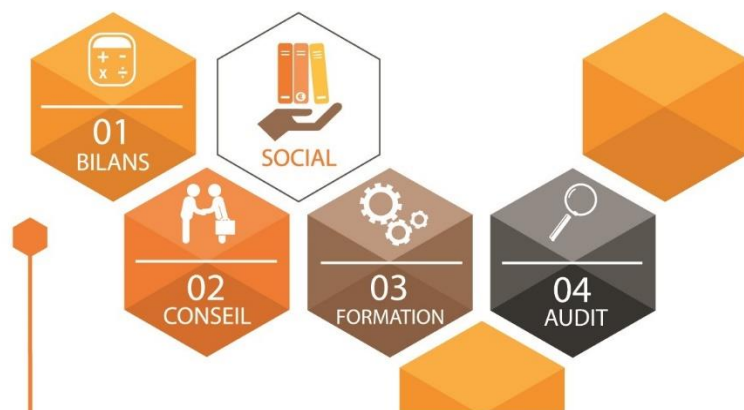 01
BILANS
SOCIAL
02
CONSEIL
03
FORMATION
04
AUDIT